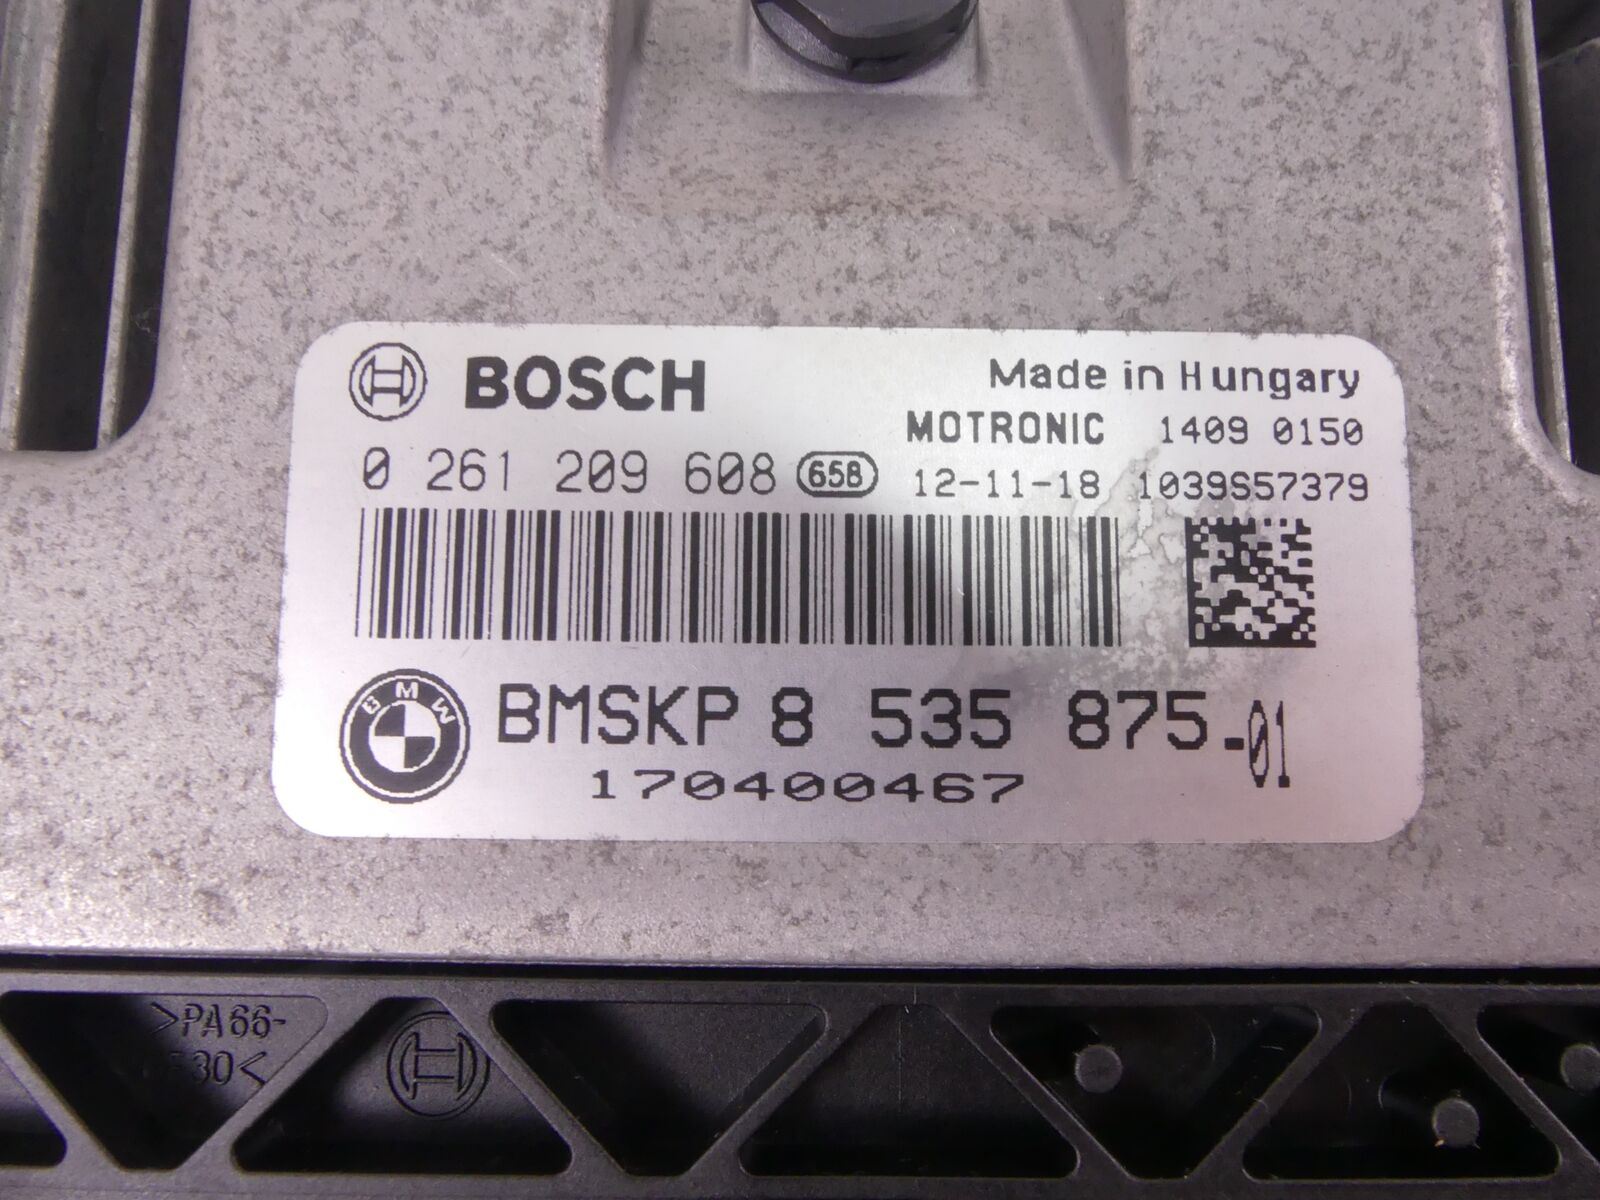 BOSCH
Made in Hungary
MOTRONIC 1409 0150
0 261 209 608 658 12-11-18 1039S57379
BMW BMSKP 8 535 875-01
170400467
>PA66-
30<